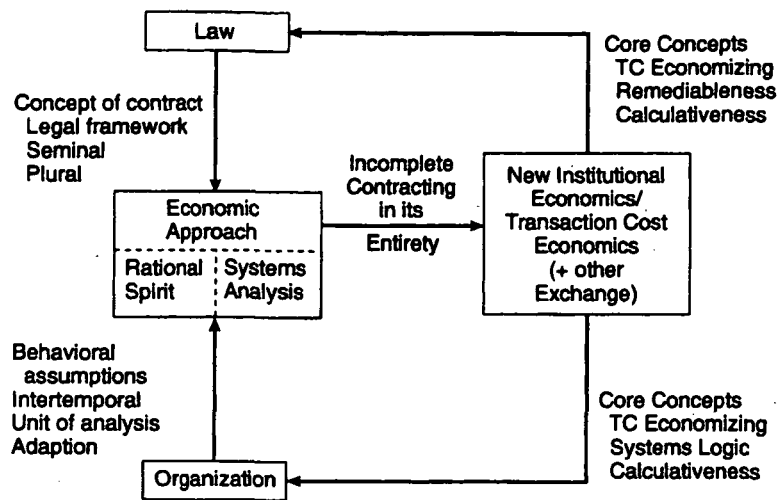 Law
Core Concepts
TC Economizing
Remediableness
Calculativeness
Concept of contract
Legal framework
Seminal
Plural
Incomplete
Contracting
in its
Entirety
New Institutional
Economics/
Transaction Cost
Economics
(+ other
Exchange)
Economic
Approach
Rational
Spirit
Systems
Analysis
Behavioral
assumptions
Intertemporal
Unit of analysis
Adaption
Core Concepts
TC Economizing
Systems Logic
Calculativeness
Organization